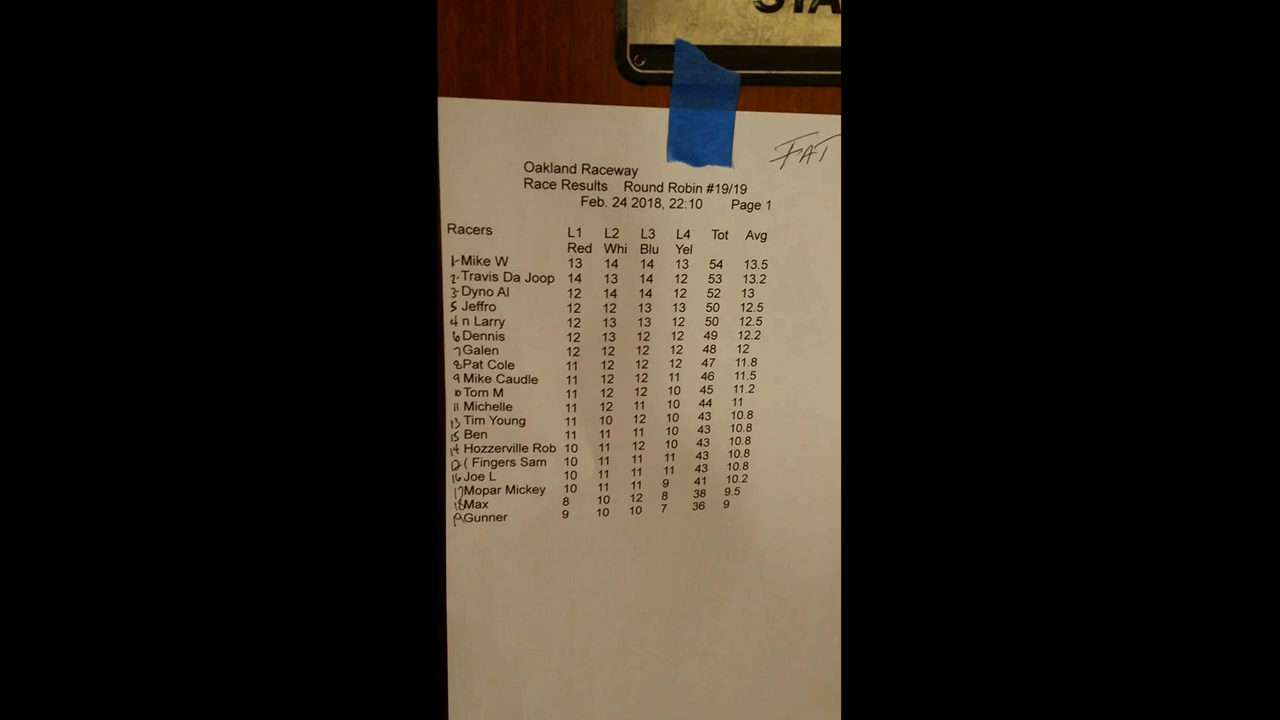 STA
FAT
Oakland Raceway
Race Results Round Robin #19/19
Feb. 24 2018, 22:10 Page 1
Racers L1 L2 L3 L4 Tot Avg
Red Whi Blu Yel
1- Mike W 13 14 14 13 54 13.5
2- Travis Da Joop 14 13 14 12 53 13.2
3- Dyno Al 12 14 14 12 52 13
5 Jeffro 12 12 13 13 50 12.5
4 n Larry 12 13 13 12 50 12.5
6 Dennis 12 13 12 12 49 12.2
7 Galen 12 12 12 12 48 12
8 Pat Cole 11 12 12 12 47 11.8
9 Mike Caudle 11 12 12 11 46 11.5
10 Tom M 11 12 12 10 45 11.2
11 Michelle 11 12 11 10 44 11
13 Tim Young 11 10 12 10 43 10.8
15 Ben 11 11 11 10 43 10.8
14 Hozzerville Rob 10 11 12 10 43 10.8
12 ( Fingers Sam 10 11 11 11 43 10.8
16 Joe L 10 11 11 11 43 10.8
17 Mopar Mickey 10 11 11 9 41 10.2
18 Max 8 10 12 8 38 9.5
19 Gunner 9 10 10 7 36 9